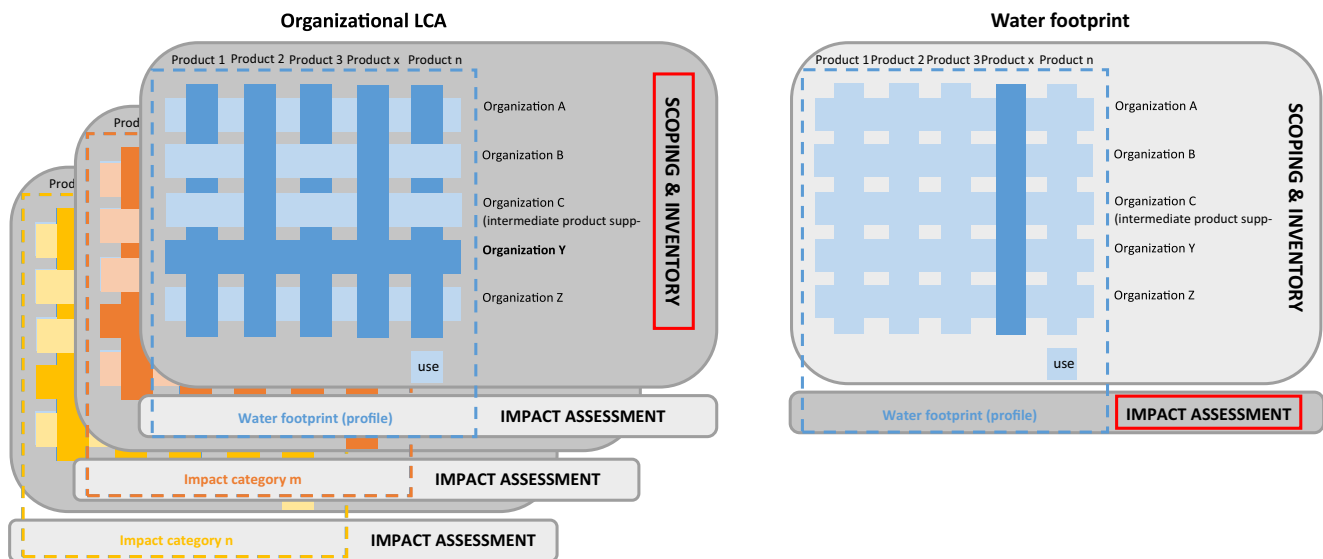 Organizational LCA
Product 1 Product 2 Product 3 Product x Product n
Organization A
Organization B
Organization C
(intermediate product supp-
Organization Y
Organization Z
use
SCOPING & INVENTORY
Water footprint (profile) IMPACT ASSESSMENT
Produ
Impact category m IMPACT ASSESSMENT
Produ
Impact category n IMPACT ASSESSMENT
Water footprint
Product 1 Product 2 Product 3 Product x Product n
Organization A
Organization B
Organization C
(intermediate product supp-
Organization Y
Organization Z
use
SCOPING & INVENTORY
Water footprint (profile) IMPACT ASSESSMENT